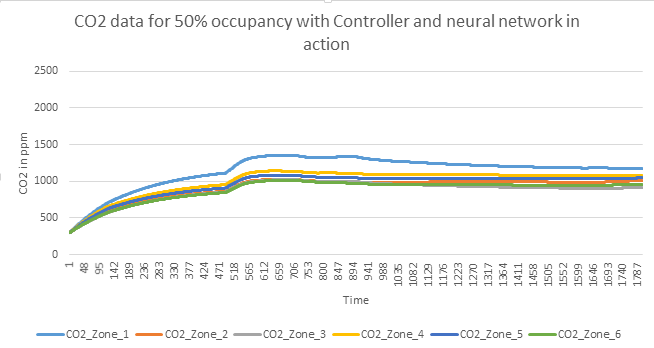 CO2 data for 50% occupancy with Controller and neural network in
action
2500
2000
1500
1000
500
0
CO2 in ppm
1 48 95 142 189 236 283 330 377 424 471 518 565 612 659 706 753 800 847 894 941 988 1035 1082 1129 1176 1223 1270 1317 1364 1411 1458 1505 1552 1599 1646 1693 1740 1787
Time
CO2_Zone_1 CO2_Zone_2 CO2_Zone_3 CO2_Zone_4 CO2_Zone_5 CO2_Zone_6